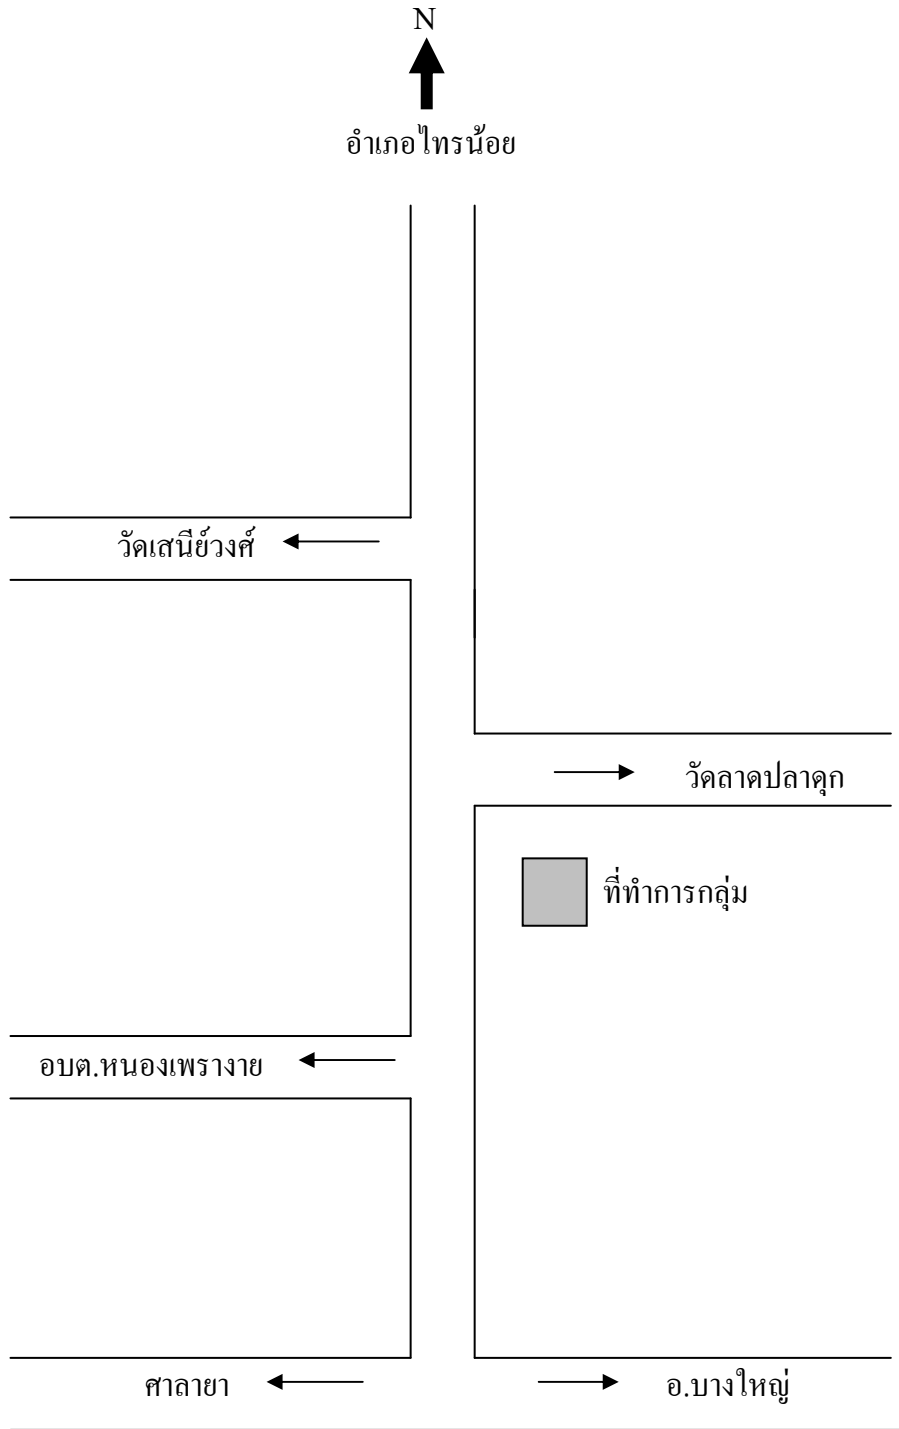 N
อำเภอไทรน้อย
วัดเสนีย์วงศ์
วัดลาดปลาดุก
ที่ทำการกลุ่ม
อบต.หนองเพรางาย
ศาลายา
อ.บางใหญ่